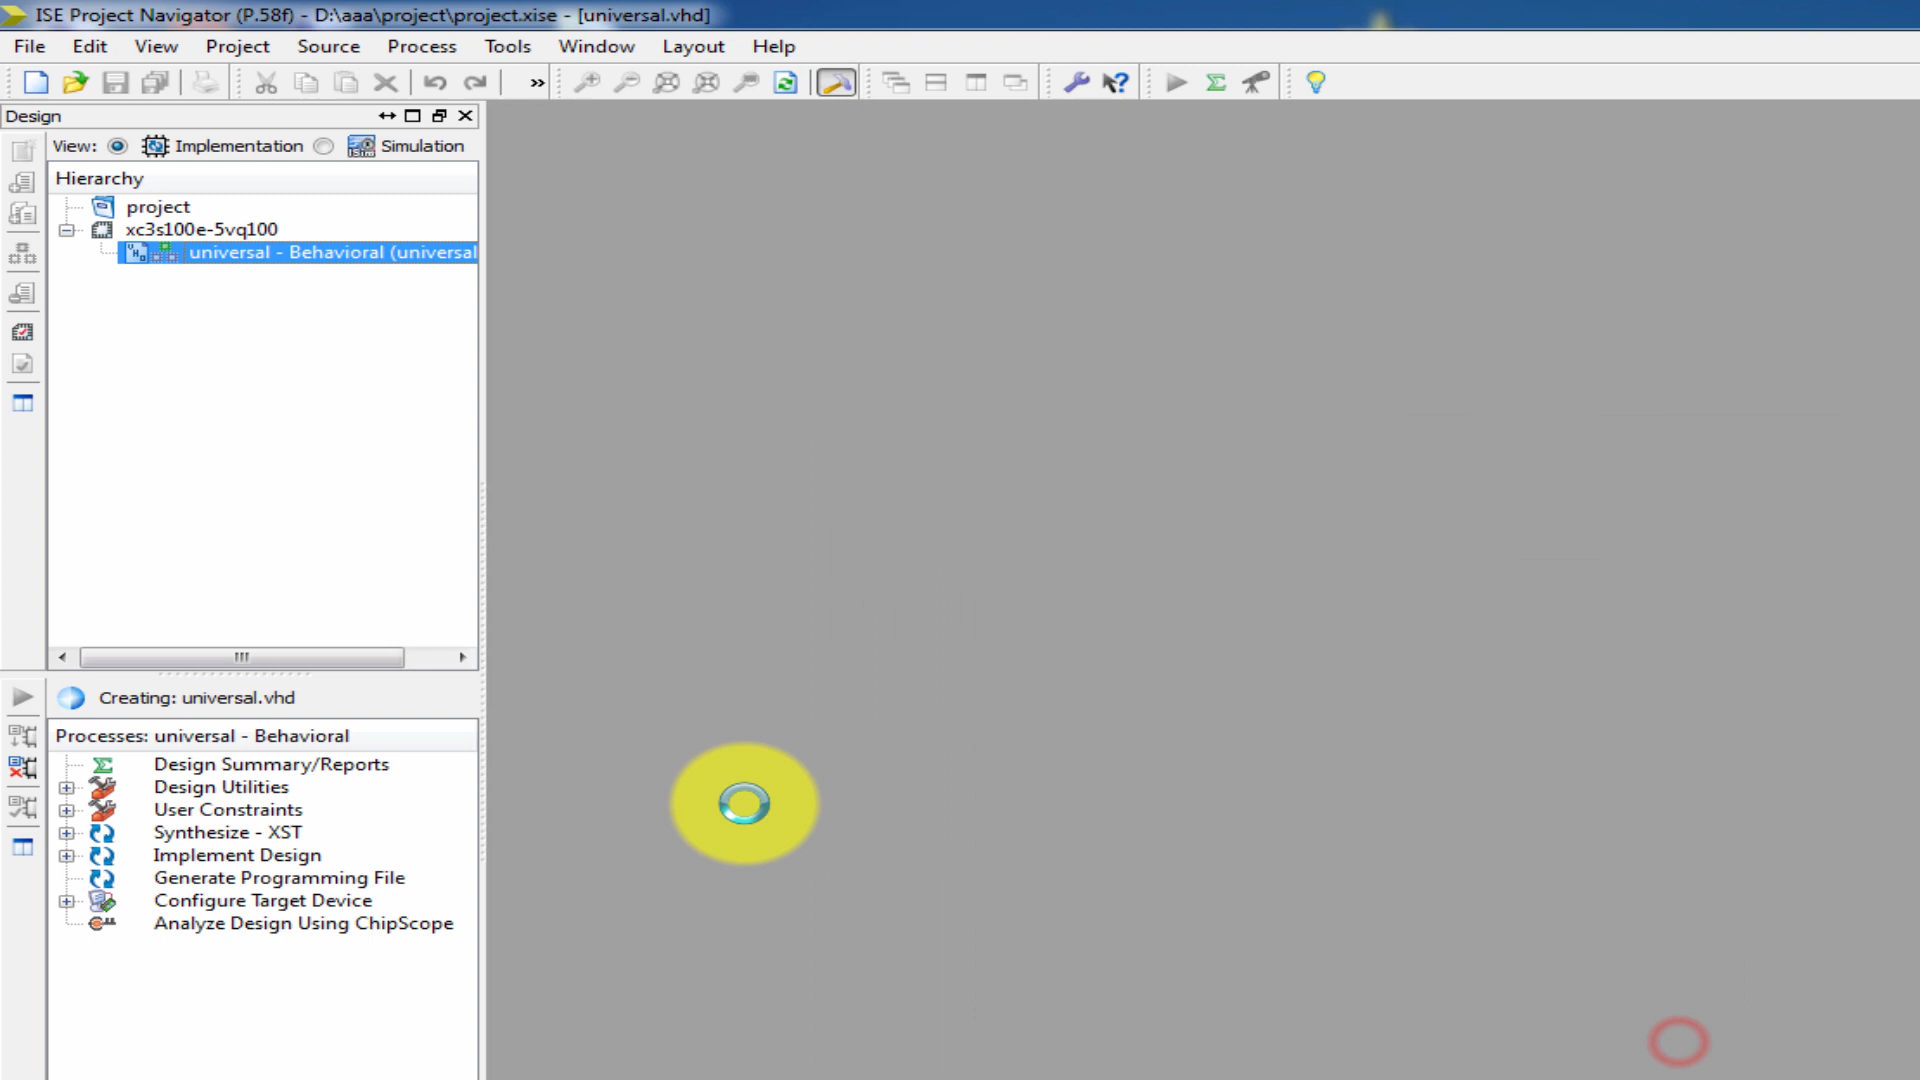 ISE Project Navigator (P.58f) - D:\aaa\project\project.xise - [universal.vhd]
File Edit View Project Source Process Tools Window Layout Help
Design
View: Implementation Simulation
Hierarchy
project
xc3s100e-5vq100
universal - Behavioral (universal
Creating: universal.vhd
Processes: universal - Behavioral
Design Summary/Reports
Design Utilities
User Constraints
Synthesize - XST
Implement Design
Generate Programming File
Configure Target Device
Analyze Design Using ChipScope